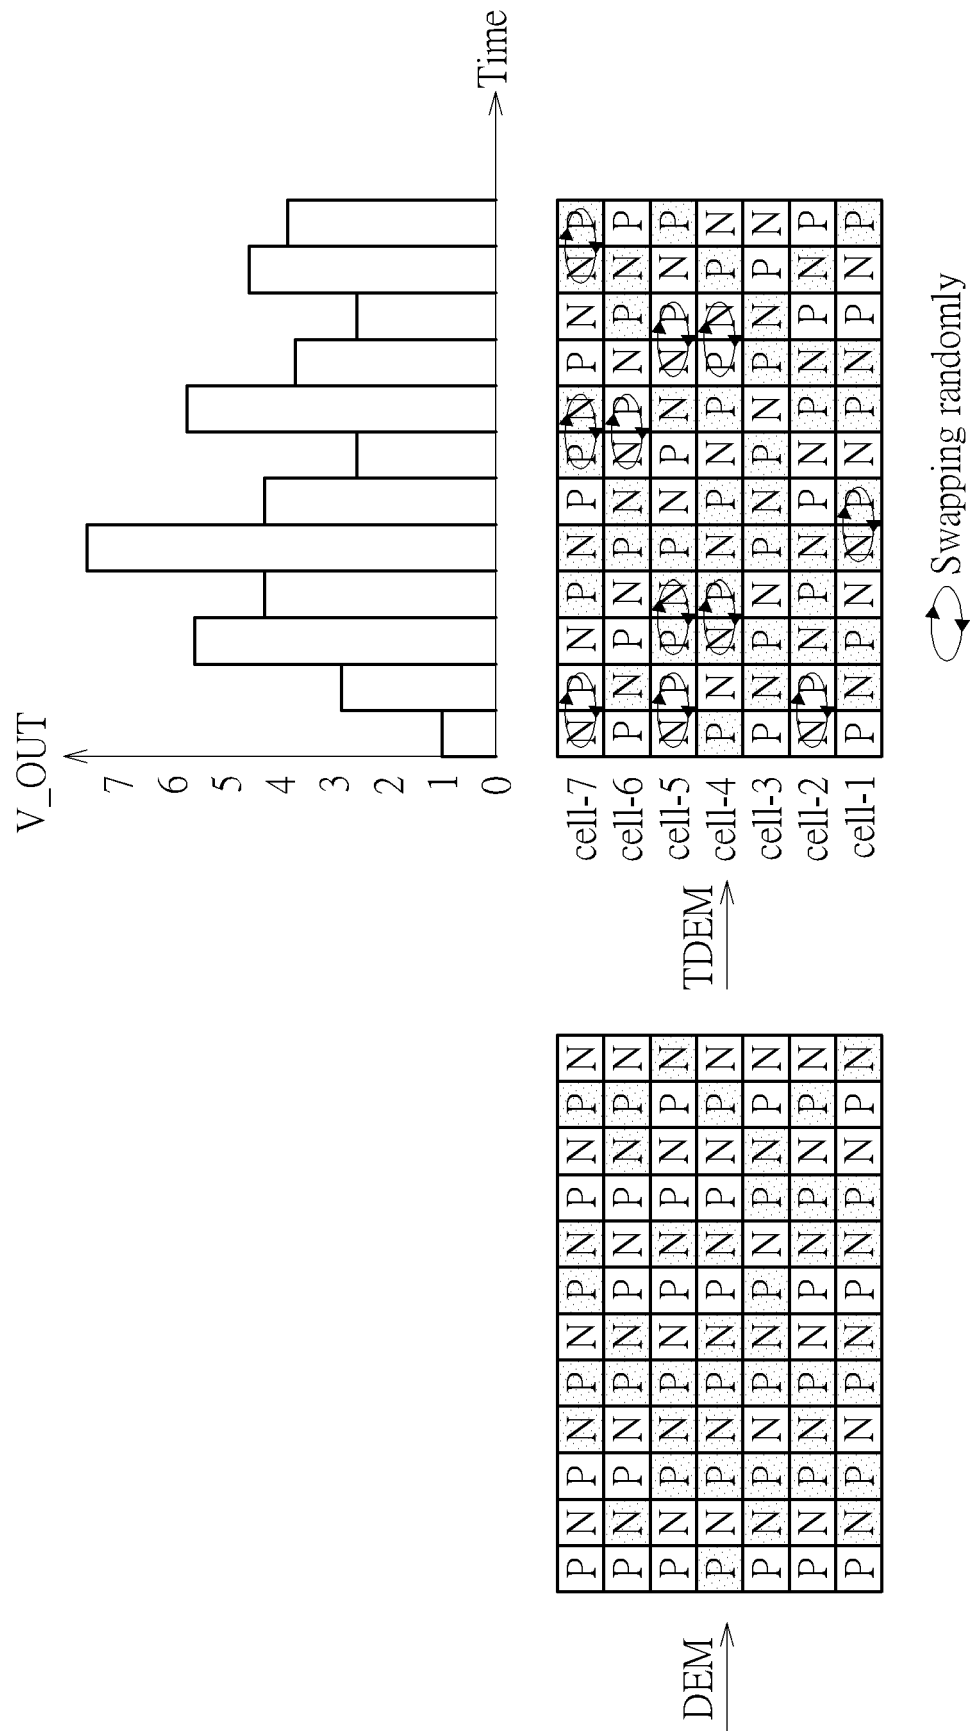 V_OUT
7
6
5
4
3
2
1
0
Time
DEM
P N P N P N P N P N P N
P N P N P N P N P N P N
P N P N P N P N P N P N
P N P N P N P N P N P N
P N P N P N P N P N P N
P N P N P N P N P N P N
P N P N P N P N P N P N
TDEM
cell-7 N P N P N P P N P N N P
cell-6 P N P N P N N P N P N P
cell-5 N P P N P N P N N P N P
cell-4 P N N P N P N P P N P N
cell-3 P N P N P N P N P N P N
cell-2 N P N P N P N P N P N P
cell-1 P N P N N P N P N P N P
Swapping randomly